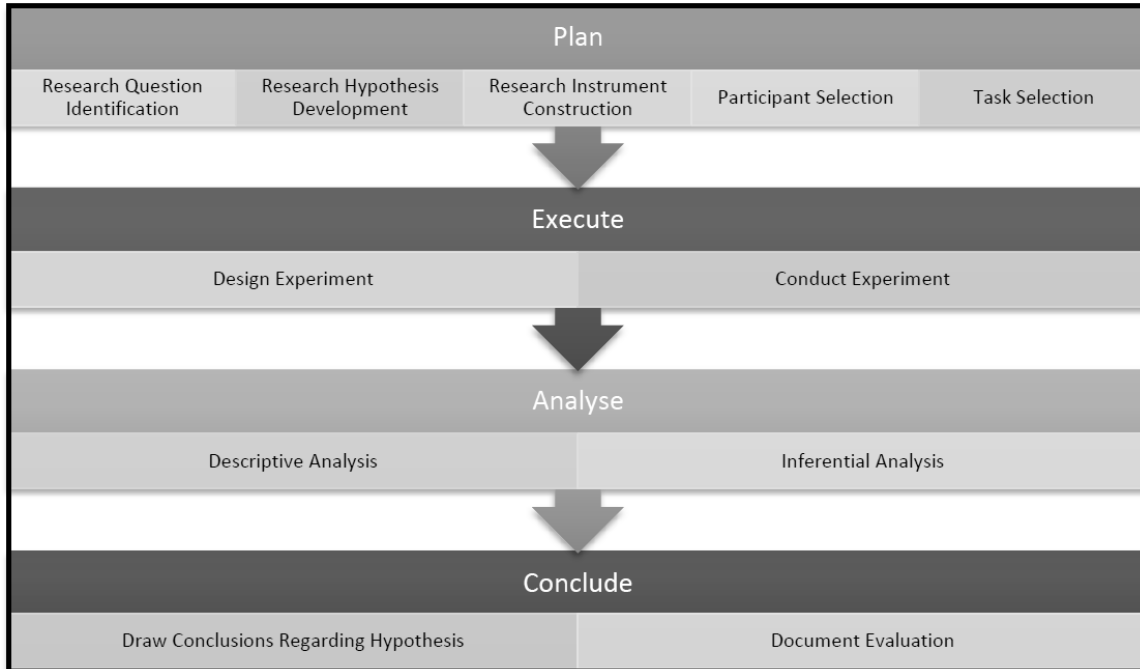 Plan
Research Question
Identification
Research Hypothesis
Development
Research Instrument
Construction
Participant Selection
Task Selection
Execute
Design Experiment
Conduct Experiment
Analyse
Descriptive Analysis
Inferential Analysis
Conclude
Draw Conclusions Regarding Hypothesis
Document Evaluation